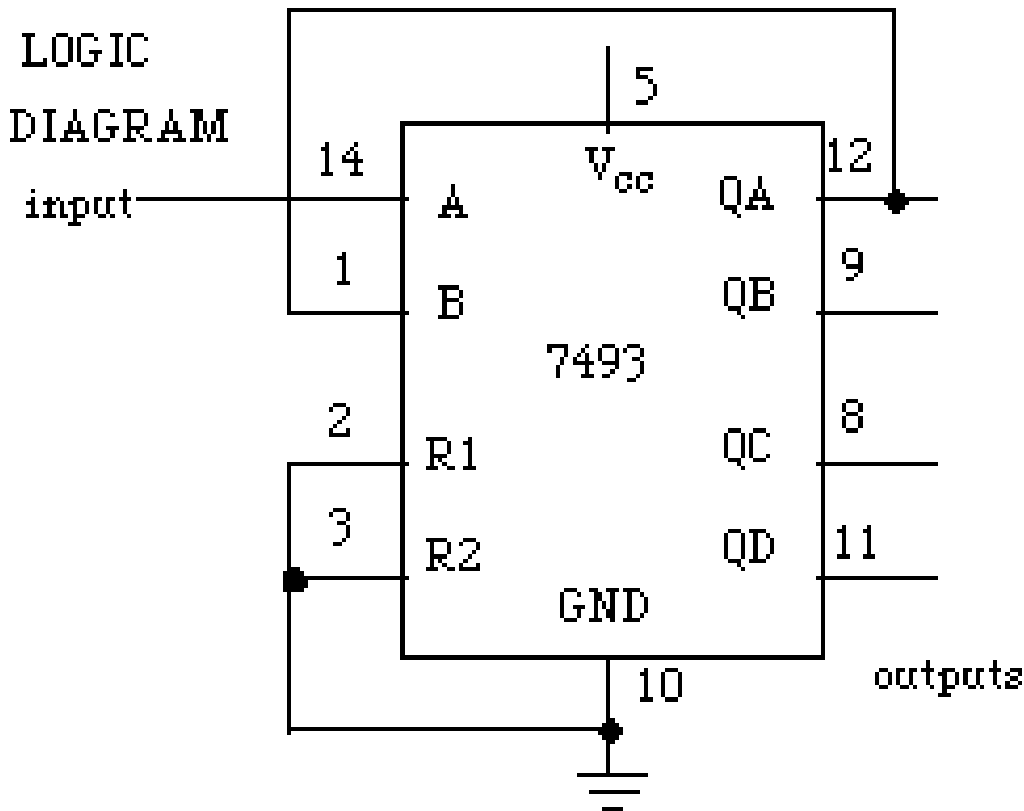 LOGIC
DIAGRAM
5
14
V_CC
12
input
A
QA
1
9
B
QB
7493
2
8
R1
QC
3
11
R2
QD
GND
10
outputs